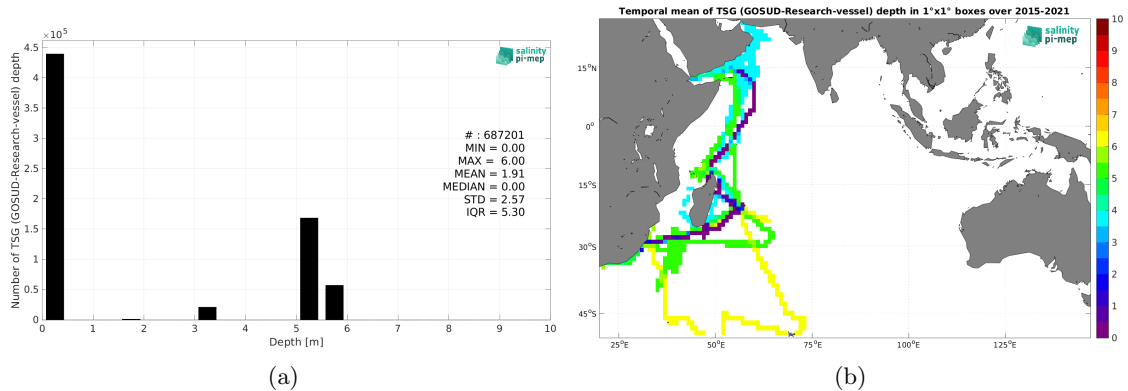 Temporal mean of TSG (GOSUD-Research-vessel) depth in 1°x1° boxes over 2015-2021
×10⁵
4.5
4
3.5
3
2.5
2
1.5
1
0.5
0
Number of TSG (GOSUD-Research-vessel) depth
salinity
pi-mep
# : 687201
MIN = 0.00
MAX = 6.00
MEAN = 1.91
MEDIAN = 0.00
STD = 2.57
IQR = 5.30
0 1 2 3 4 5 6 7 8 9 10
Depth [m]
(a)
salinity
pi-mep
15°N
0°
15°S
30°S
45°S
25°E 50°E 75°E 100°E 125°E
10
9
8
7
6
5
4
3
2
1
0
(b)